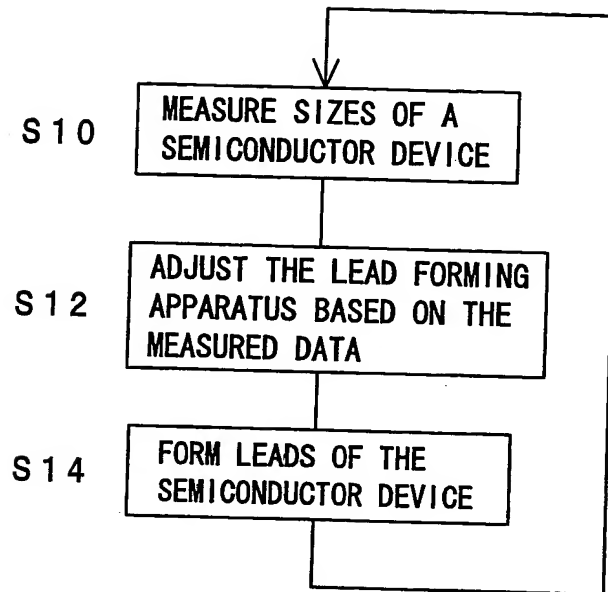 S10
MEASURE SIZES OF A
SEMICONDUCTOR DEVICE
S12
ADJUST THE LEAD FORMING
APPARATUS BASED ON THE
MEASURED DATA
S14
FORM LEADS OF THE
SEMICONDUCTOR DEVICE